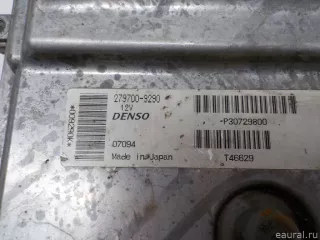 279700-9290
12V
DENSO
07094
Made in Japan
-P30729800
T46629
eaural.ru